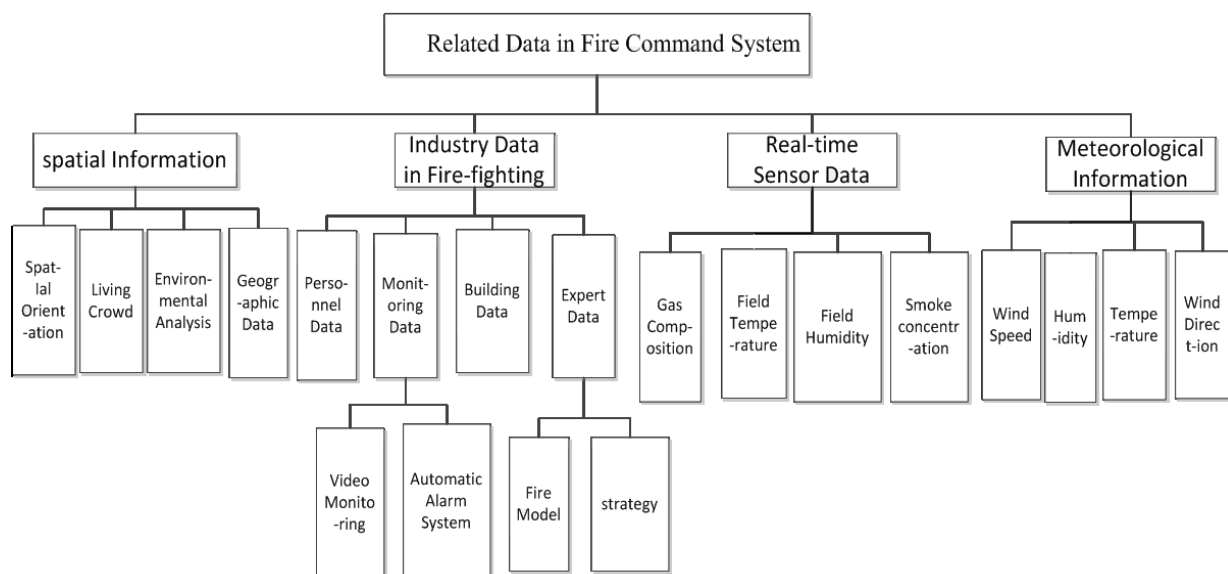 Related Data in Fire Command System
spatial Information
Industry Data
in Fire-fighting
Real-time
Sensor Data
Meteorological
Information
Spat-
ial
Orient
-ation
Living
Crowd
Environ-
mental
Analysis
Geogr
-aphic
Data
Perso-
nnel
Data
Monit-
oring
Data
Building
Data
Expert
Data
Gas
Comp-
osition
Field
Tempe
-rature
Field
Humidity
Smoke
concentr
-ation
Wind
Speed
Hum
-idity
Tempe
-rature
Wind
Direc
t-ion
Video
Monito
-ring
Automatic
Alarm
System
Fire
Model
strategy